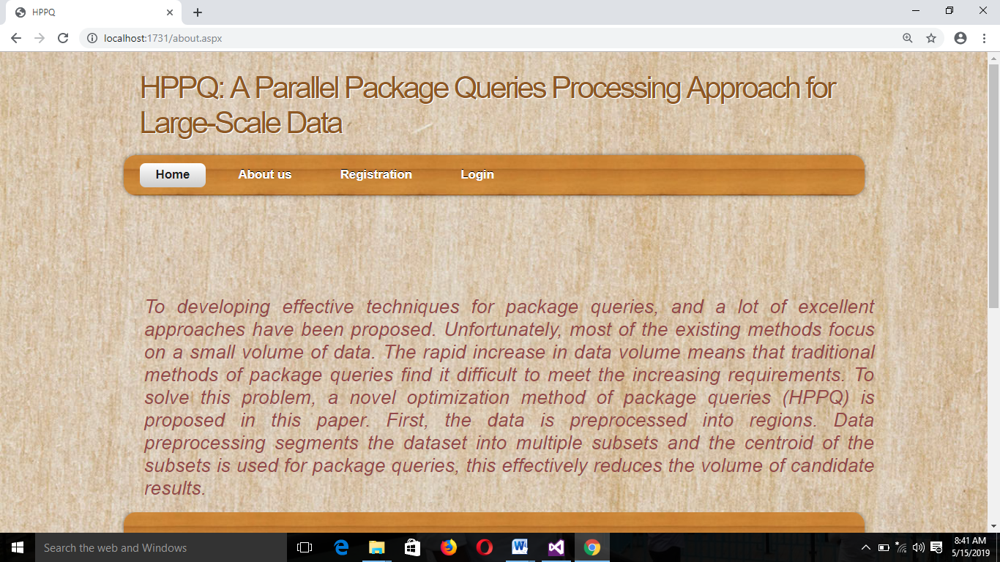 HPPQ
localhost:1731/about.aspx
HPPQ: A Parallel Package Queries Processing Approach for
Large-Scale Data
Home About us Registration Login
To developing effective techniques for package queries, and a lot of excellent
approaches have been proposed. Unfortunately, most of the existing methods focus
on a small volume of data. The rapid increase in data volume means that traditional
methods of package queries find it difficult to meet the increasing requirements. To
solve this problem, a novel optimization method of package queries (HPPQ) is
proposed in this paper. First, the data is preprocessed into regions. Data
preprocessing segments the dataset into multiple subsets and the centroid of the
subsets is used for package queries, this effectively reduces the volume of candidate
results.
Search the web and Windows
8:41 AM
5/15/2019